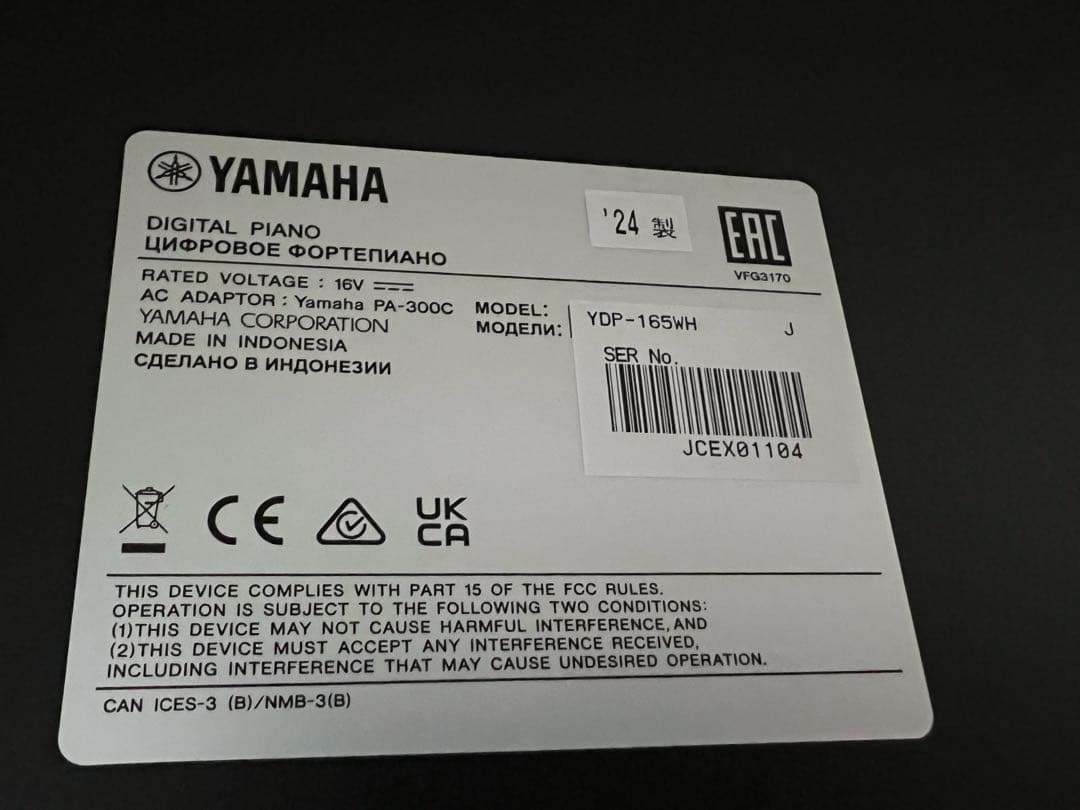 YAMAHA
DIGITAL PIANO
ЦИФРОВОЕ ФОРТЕПИАНО
'24 製
EAC
VFG3170
RATED VOLTAGE : 16V
AC ADAPTOR : Yamaha PA-300C
YAMAHA CORPORATION
MADE IN INDONESIA
СДЕЛАНО В ИНДОНЕЗИИ
MODEL:
МОДЕЛИ:
YDP-165WH J
SER No.
JCEX01104
CE
UK
CA
THIS DEVICE COMPLIES WITH PART 15 OF THE FCC RULES.
OPERATION IS SUBJECT TO THE FOLLOWING TWO CONDITIONS:
(1)THIS DEVICE MAY NOT CAUSE HARMFUL INTERFERENCE,AND
(2)THIS DEVICE MUST ACCEPT ANY INTERFERENCE RECEIVED,
INCLUDING INTERFERENCE THAT MAY CAUSE UNDESIRED OPERATION.
CAN ICES-3 (B)/NMB-3(B)